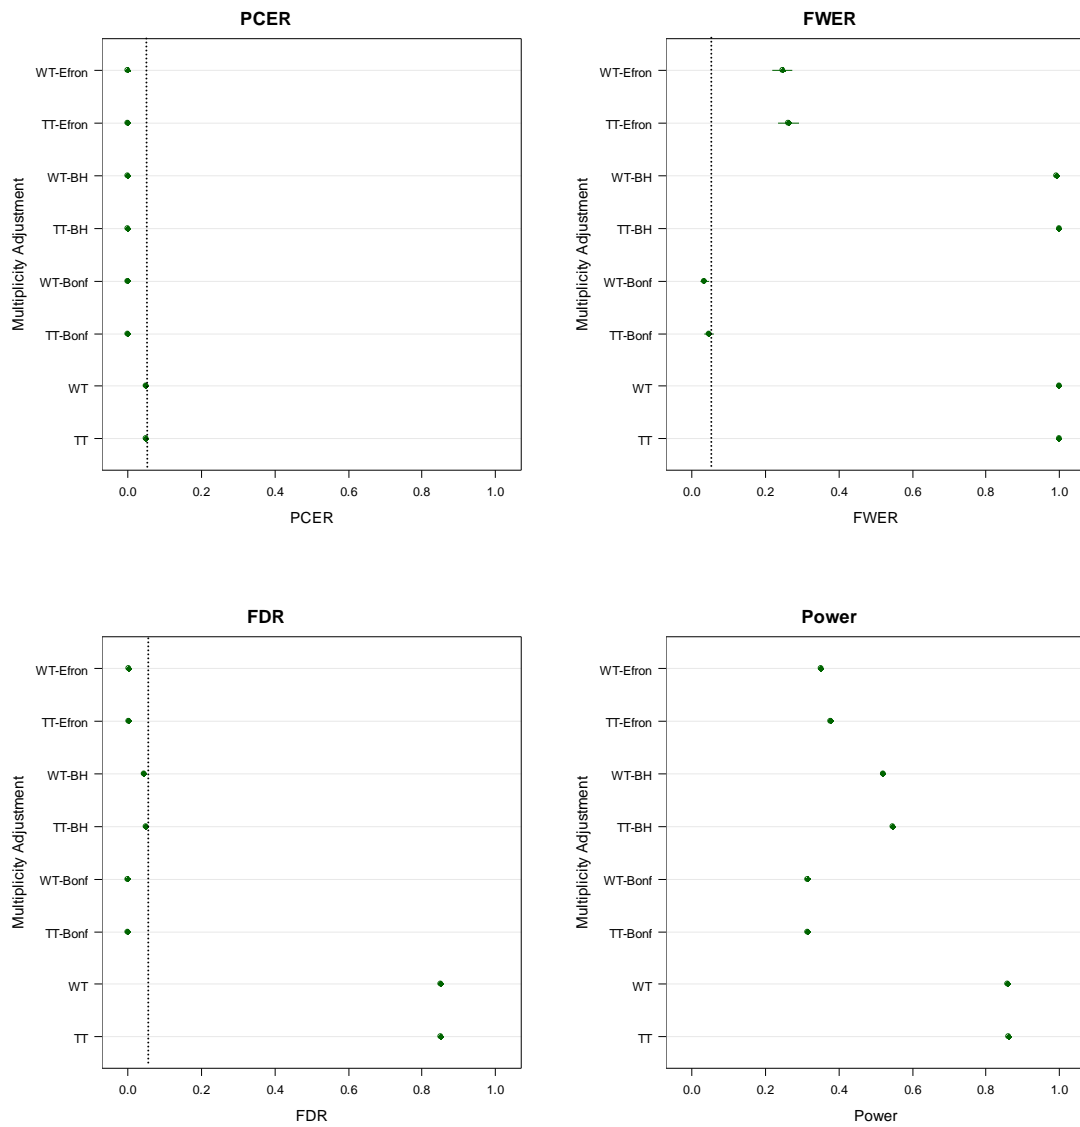 PCER
Multiplicity Adjustment
WT-Efron
TT-Efron
WT-BH
TT-BH
WT-Bonf
TT-Bonf
WT
TT
0.0 0.2 0.4 0.6 0.8 1.0
PCER
FWER
Multiplicity Adjustment
WT-Efron
TT-Efron
WT-BH
TT-BH
WT-Bonf
TT-Bonf
WT
TT
0.0 0.2 0.4 0.6 0.8 1.0
FWER
FDR
Multiplicity Adjustment
WT-Efron
TT-Efron
WT-BH
TT-BH
WT-Bonf
TT-Bonf
WT
TT
0.0 0.2 0.4 0.6 0.8 1.0
FDR
Power
Multiplicity Adjustment
WT-Efron
TT-Efron
WT-BH
TT-BH
WT-Bonf
TT-Bonf
WT
TT
0.0 0.2 0.4 0.6 0.8 1.0
Power